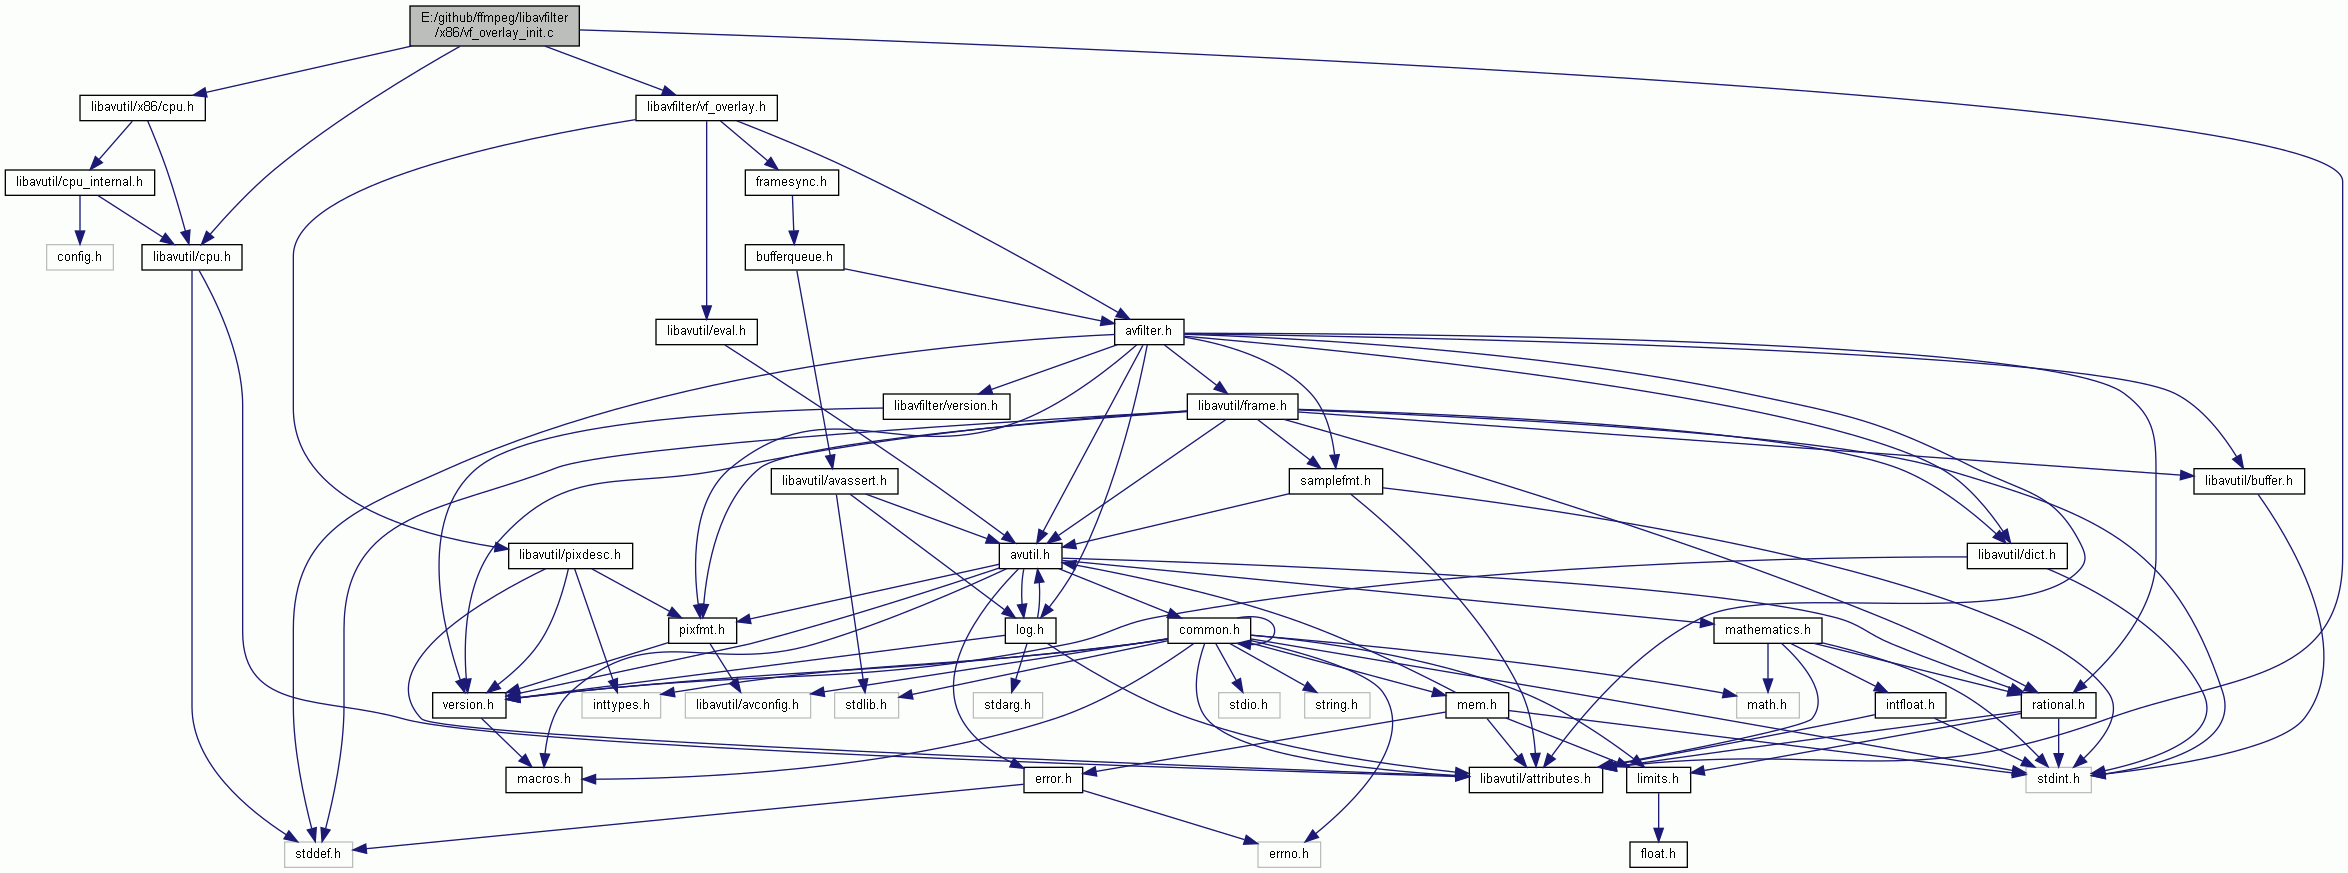 E:/github/ffmpeg/libavfilter
/x86/vf_overlay_init.c
libavutil/x86/cpu.h
libavfilter/vf_overlay.h
libavutil/cpu_internal.h
framesync.h
config.h
libavutil/cpu.h
bufferqueue.h
libavutil/eval.h
avfilter.h
libavfilter/version.h
libavutil/frame.h
libavutil/avassert.h
samplefmt.h
libavutil/buffer.h
libavutil/pixdesc.h
avutil.h
libavutil/dict.h
pixfmt.h
log.h
common.h
mathematics.h
version.h
inttypes.h
libavutil/avconfig.h
stdlib.h
stdarg.h
stdio.h
string.h
mem.h
math.h
intfloat.h
rational.h
macros.h
error.h
libavutil/attributes.h
limits.h
stdint.h
stddef.h
errno.h
float.h